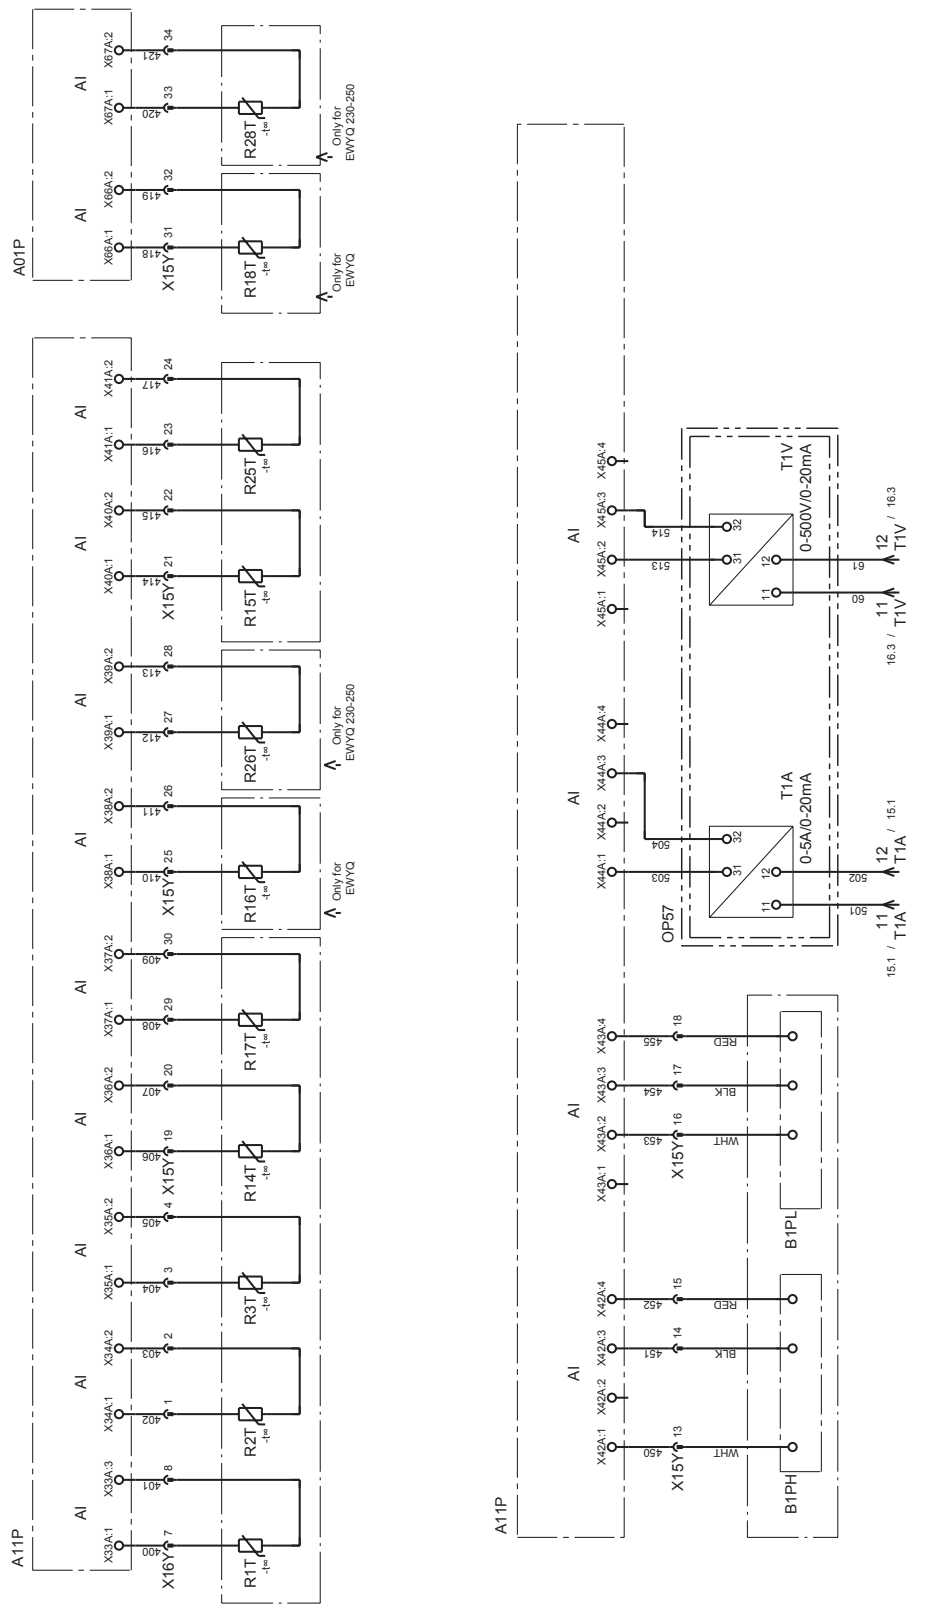 A11P A01P
AI AI AI AI AI AI AI AI AI AI AI
X33A:1 X33A:3 X34A:1 X34A:2 X35A:1 X35A:2 X36A:1 X36A:2 X37A:1 X37A:2 X38A:1 X38A:2 X39A:1 X39A:2 X40A:1 X40A:2 X41A:1 X41A:2 X66A:1 X66A:2 X67A:1 X67A:2
400 401 402 403 404 405 406 407 408 409 410 411 412 413 414 415 416 417 418 419 420 421
X16Y 7 8 1 2 3 4 X15Y 19 20 29 30 X15Y 25 26 27 28 X15Y 21 22 23 24 X15Y 31 32 33 34
R1T R2T R3T R14T R17T R16T R26T R15T R25T R18T R28T
-t° -t° -t° -t° -t° -t° -t° -t° -t° -t° -t°
Only for
EWYQ
Only for
EWYQ 230-250
Only for
EWYQ
Only for
EWYQ 230-250
A11P
AI AI AI AI
X42A:1 X42A:2 X42A:3 X42A:4 X43A:1 X43A:2 X43A:3 X43A:4 X44A:1 X44A:2 X44A:3 X44A:4 X45A:1 X45A:2 X45A:3 X45A:4
450 451 452 453 454 455 503 504 513 514
X15Y 13 14 15 X15Y 16 17 18
OP57
WHT BLK RED WHT BLK RED
31 32 31 32
11 12 11 12
B1PH B1PL
T1A
0-5A/0-20mA
T1V
0-500V/0-20mA
501 502 60 61
15.1 / 11
T1A
12 / 15.1
T1A
16.3 / 11
T1V
12 / 16.3
T1V